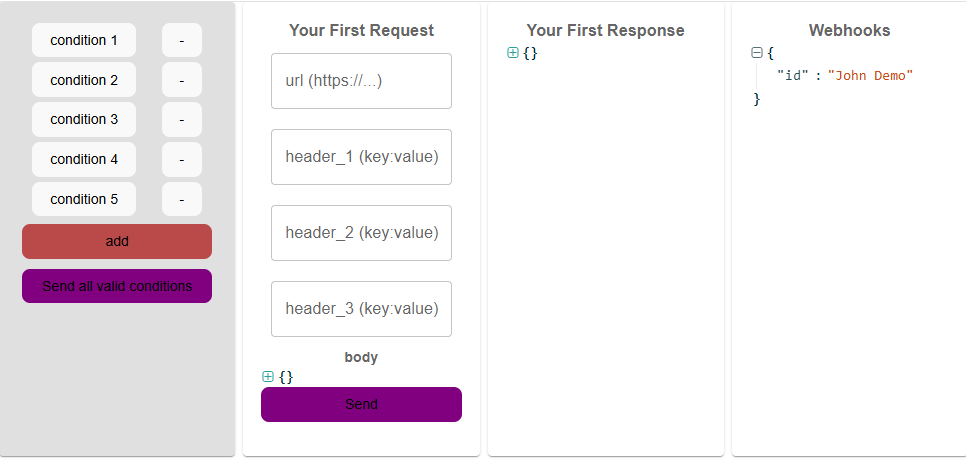 condition 1 -
condition 2 -
condition 3 -
condition 4 -
condition 5 -
add
Send all valid conditions
Your First Request
url (https://...)
header_1 (key:value)
header_2 (key:value)
header_3 (key:value)
body
{}
Send
Your First Response
{}
Webhooks
{
"id" : "John Demo"
}